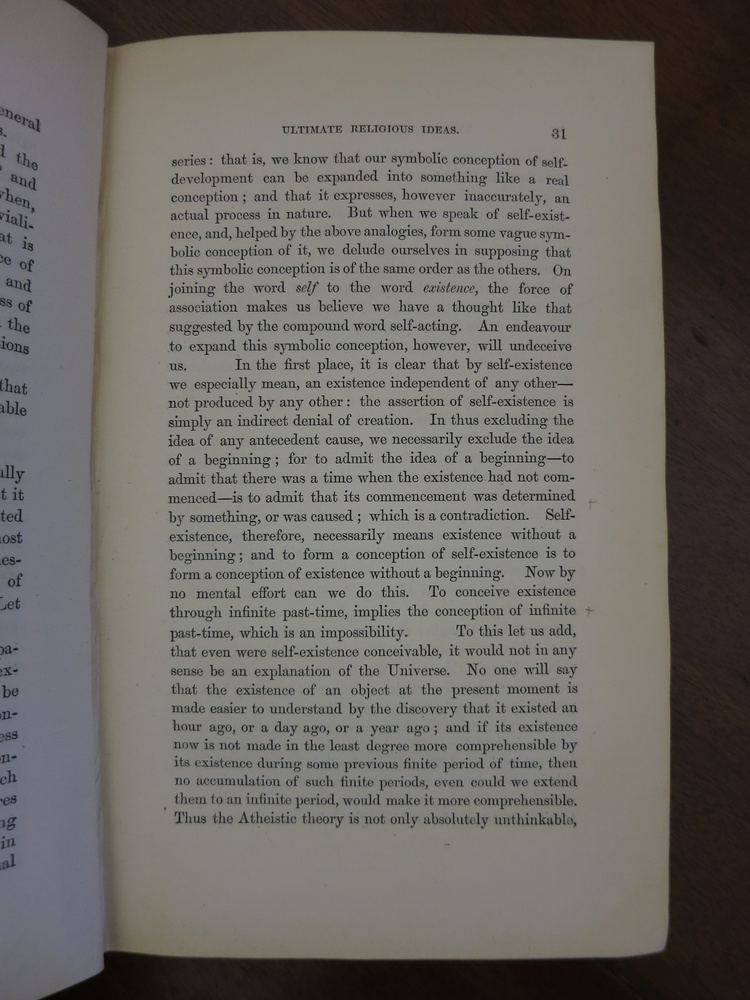 eneral
s.
the
and
when,
viali-
at is
ce of
and
ss of
the
ions
that
able
ally
t it
ted
ost
es-
of
Let
pa-
ex-
be
on-
ess
on-
ch
res
ng
in
al
ULTIMATE RELIGIOUS IDEAS. 31
series: that is, we know that our symbolic conception of self-
development can be expanded into something like a real
conception; and that it expresses, however inaccurately, an
actual process in nature. But when we speak of self-exist-
ence, and, helped by the above analogies, form some vague sym-
bolic conception of it, we delude ourselves in supposing that
this symbolic conception is of the same order as the others. On
joining the word self to the word existence, the force of
association makes us believe we have a thought like that
suggested by the compound word self-acting. An endeavour
to expand this symbolic conception, however, will undeceive
us. In the first place, it is clear that by self-existence
we especially mean, an existence independent of any other—
not produced by any other: the assertion of self-existence is
simply an indirect denial of creation. In thus excluding the
idea of any antecedent cause, we necessarily exclude the idea
of a beginning; for to admit the idea of a beginning—to
admit that there was a time when the existence had not com-
menced—is to admit that its commencement was determined
by something, or was caused; which is a contradiction. Self-
existence, therefore, necessarily means existence without a
beginning; and to form a conception of self-existence is to
form a conception of existence without a beginning. Now by
no mental effort can we do this. To conceive existence
through infinite past-time, implies the conception of infinite
past-time, which is an impossibility. To this let us add,
that even were self-existence conceivable, it would not in any
sense be an explanation of the Universe. No one will say
that the existence of an object at the present moment is
made easier to understand by the discovery that it existed an
hour ago, or a day ago, or a year ago; and if its existence
now is not made in the least degree more comprehensible by
its existence during some previous finite period of time, then
no accumulation of such finite periods, even could we extend
them to an infinite period, would make it more comprehensible.
Thus the Atheistic theory is not only absolutely unthinkable,